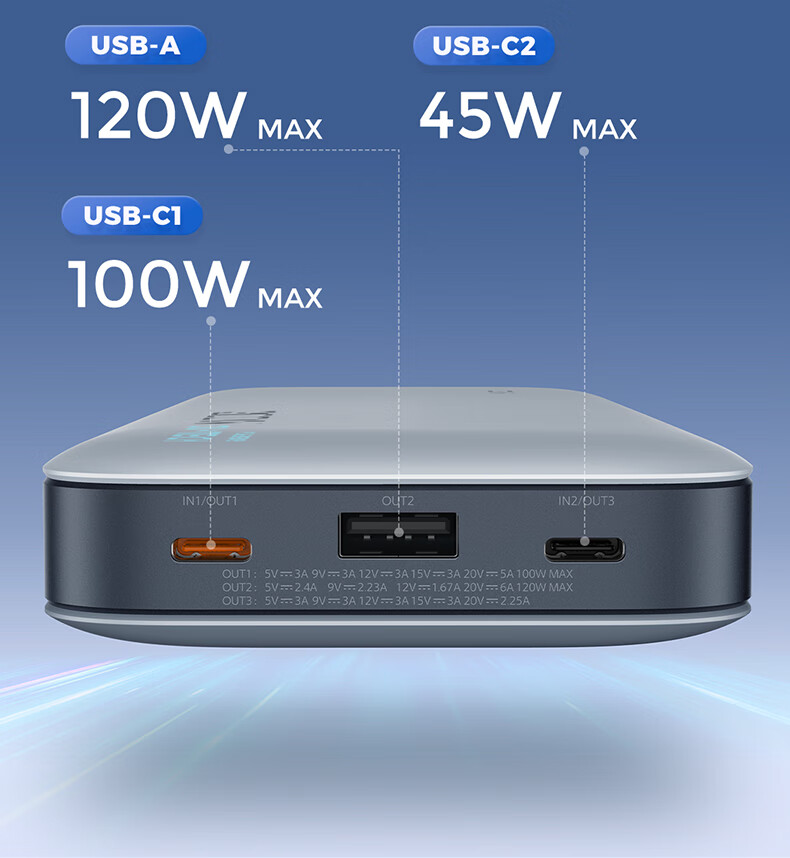 USB-A
120W MAX
USB-C2
45W MAX
USB-C1
100W MAX
IN1/OUT1
OUT2
IN2/OUT3
OUT1: 5V⎓3A 9V⎓3A 12V⎓3A 15V⎓3A 20V⎓5A 100W MAX
OUT2: 5V⎓2.4A 9V⎓2.23A 12V⎓1.67A 20V⎓6A 120W MAX
OUT3: 5V⎓3A 9V⎓3A 12V⎓3A 15V⎓3A 20V⎓2.25A